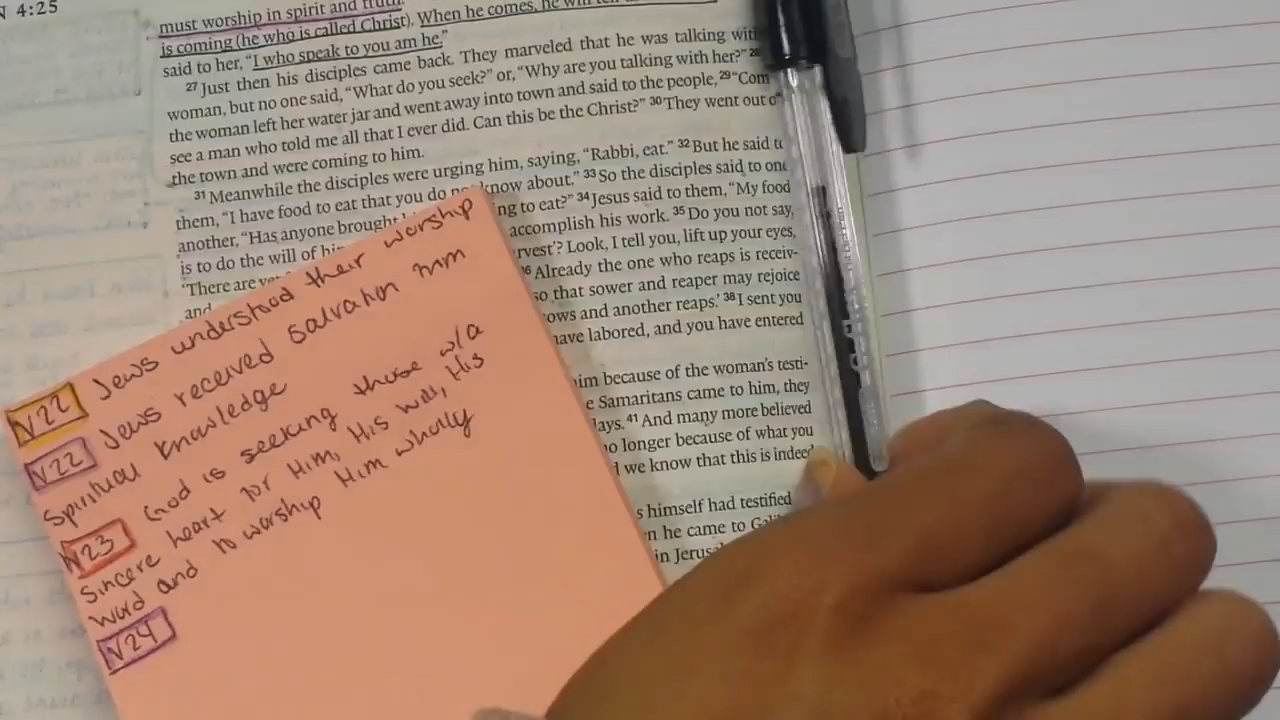 N 4:25
must worship in spirit and truth.
is coming (he who is called Christ). When he comes, he will tell
said to her, “I who speak to you am he.”
27 Just then his disciples came back. They marveled that he was talking with
woman, but no one said, “What do you seek?” or, “Why are you talking with her?” 28
the woman left her water jar and went away into town and said to the people, 29 “Com
see a man who told me all that I ever did. Can this be the Christ?” 30 They went out o
the town and were coming to him.
31 Meanwhile the disciples were urging him, saying, “Rabbi, eat.” 32 But he said to
them, “I have food to eat that you do not know about.” 33 So the disciples said to one
another, “Has anyone brought ing to eat?” 34 Jesus said to them, “My food
is to do the will of accomplish his work. 35 Do you not say,
‘There are rvest’? Look, I tell you, lift up your eyes,
and Already the one who reaps is receiv-
so that sower and reaper may rejoice
ows and another reaps.’ 38 I sent you
have labored, and you have entered
him because of the woman’s testi-
e Samaritans came to him, they
days. 41 And many more believed
no longer because of what you
d we know that this is indeed
s himself had testified
n he came to
in
V22 Jews understood their worship
V22 Jews received salvation
Spiritual knowledge
V23 God is seeking those w/a
sincere heart for Him, His will, His
word and to worship Him wholly
V24